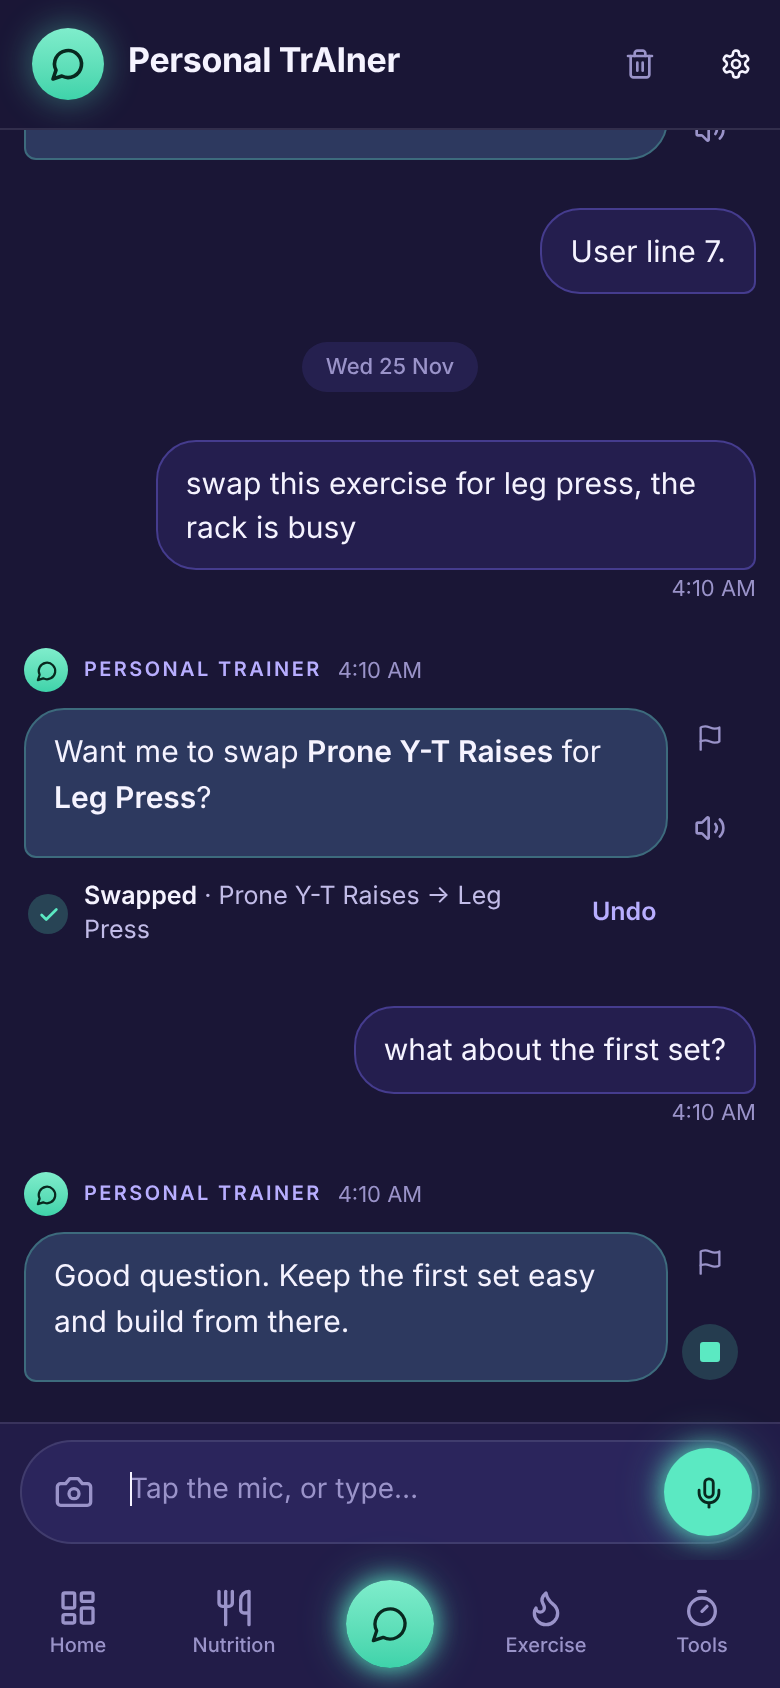 Personal TrAIner
User line 7.
Wed 25 Nov
swap this exercise for leg press, the
rack is busy
4:10 AM
PERSONAL TRAINER 4:10 AM
Want me to swap Prone Y-T Raises for
Leg Press?
Swapped · Prone Y-T Raises → Leg
Press
Undo
what about the first set?
4:10 AM
PERSONAL TRAINER 4:10 AM
Good question. Keep the first set easy
and build from there.
Tap the mic, or type...
Home
Nutrition
Exercise
Tools